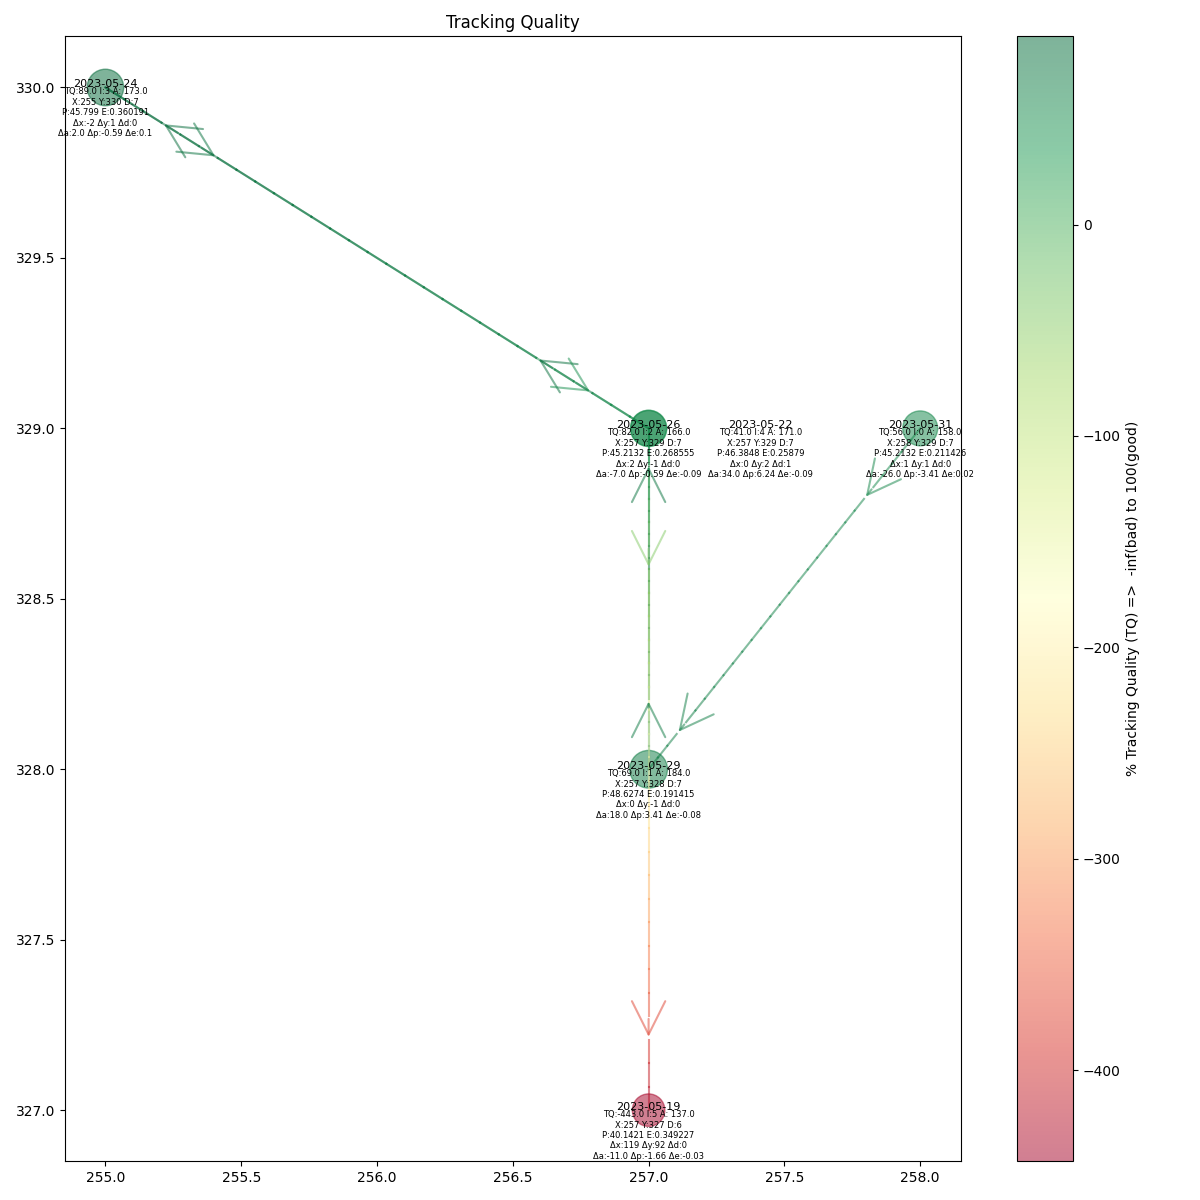 Tracking Quality
330.0
329.5
329.0
328.5
328.0
327.5
327.0
255.0
255.5
256.0
256.5
257.0
257.5
258.0
2023-05-24
TQ:89.0 I:3 A: 173.0
X:255 Y:330 D:7
P:45.799 E:0.360191
Δx:-2 Δy:1 Δd:0
Δa:2.0 Δp:-0.59 Δe:0.1
2023-05-26
TQ:82.0 I:2 A: 166.0
X:257 Y:329 D:7
P:45.2132 E:0.268555
Δx:2 Δy:-1 Δd:0
Δa:-7.0 Δp:-0.59 Δe:-0.09
2023-05-22
TQ:41.0 I:4 A: 171.0
X:257 Y:329 D:7
P:46.3848 E:0.25879
Δx:0 Δy:2 Δd:1
Δa:34.0 Δp:6.24 Δe:-0.09
2023-05-31
TQ:56.0 I:0 A: 158.0
X:258 Y:329 D:7
P:45.2132 E:0.211426
Δx:1 Δy:1 Δd:0
Δa:-26.0 Δp:-3.41 Δe:0.02
2023-05-29
TQ:69.0 I:1 A: 184.0
X:257 Y:328 D:7
P:48.6274 E:0.191415
Δx:0 Δy:-1 Δd:0
Δa:18.0 Δp:3.41 Δe:-0.08
2023-05-19
TQ:-443.0 I:5 A: 137.0
X:257 Y:327 D:6
P:40.1421 E:0.349227
Δx:119 Δy:92 Δd:0
Δa:-11.0 Δp:-1.66 Δe:-0.03
0
−100
−200
−300
−400
% Tracking Quality (TQ) => -inf(bad) to 100(good)